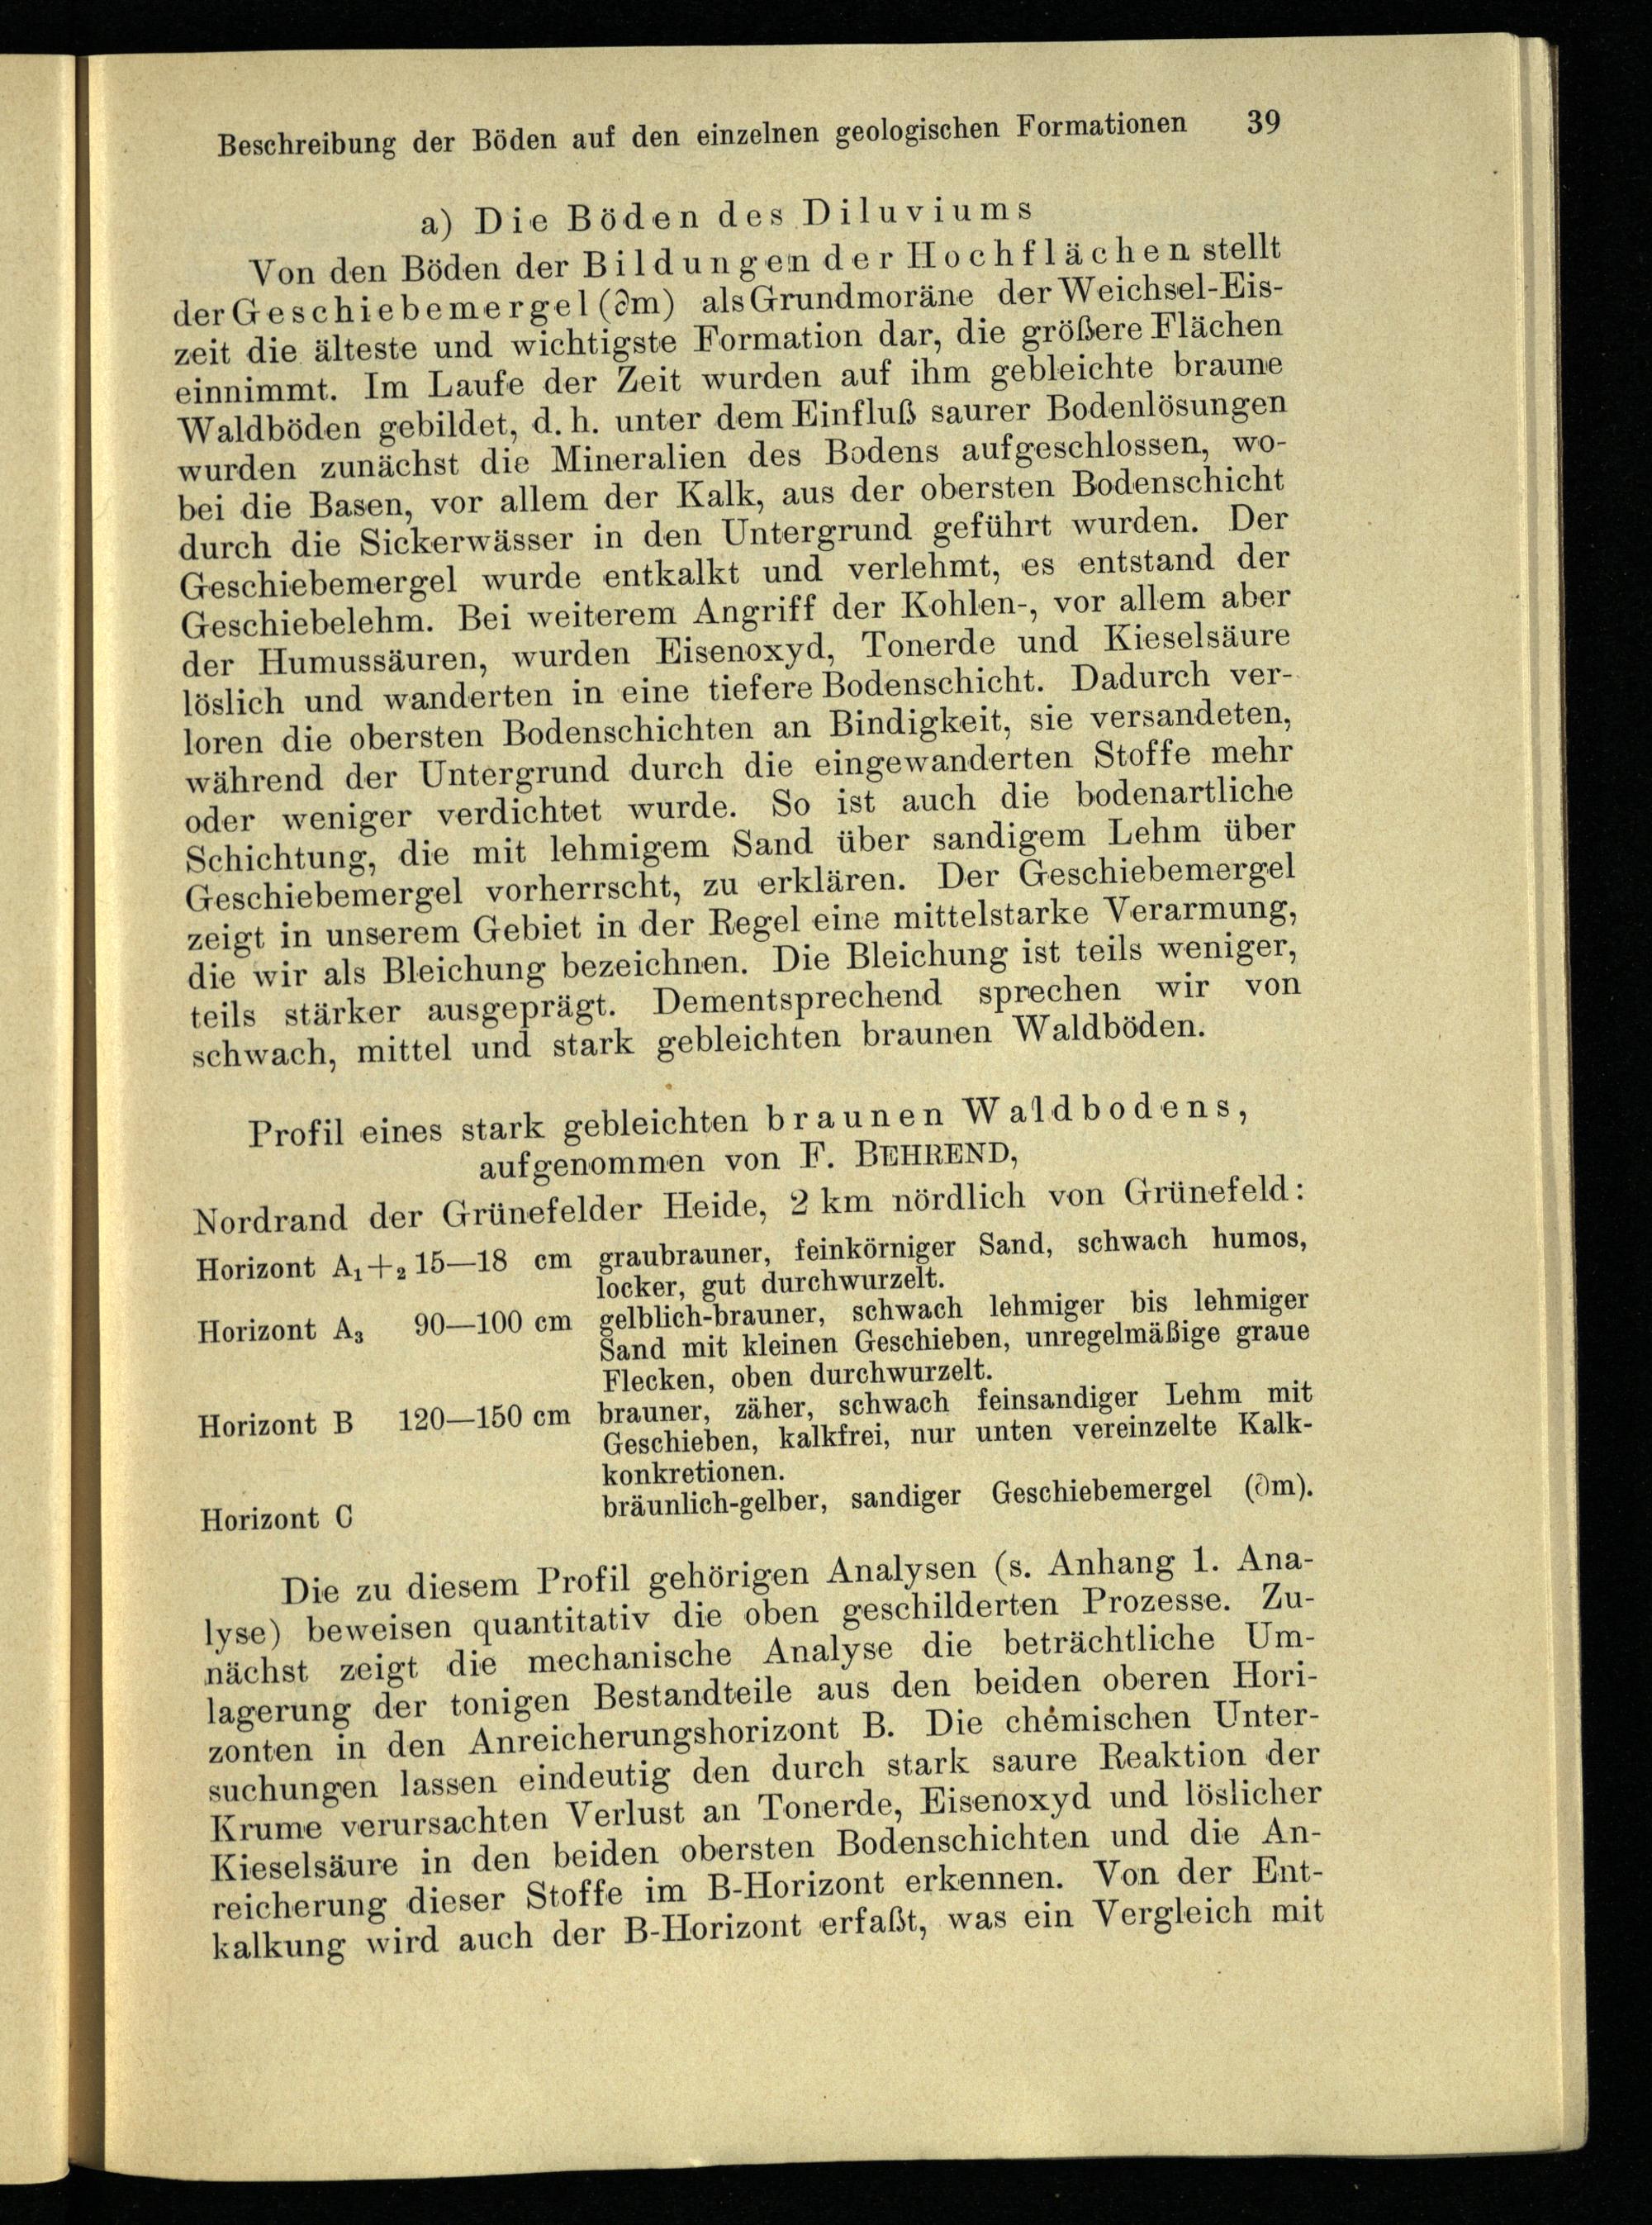 Beschreibung der Böden auf den einzelnen geologischen Formationen 39
a) Die Böden des Diluviums
Von den Böden der Bildungen der Hochflächen stellt
der Geschiebemergel (∂m) als Grundmoräne der Weichsel-Eis-
zeit die älteste und wichtigste Formation dar, die größere Flächen
einnimmt. Im Laufe der Zeit wurden auf ihm gebleichte braune
Waldböden gebildet, d. h. unter dem Einfluß saurer Bodenlösungen
wurden zunächst die Mineralien des Bodens aufgeschlossen, wo-
bei die Basen, vor allem der Kalk, aus der obersten Bodenschicht
durch die Sickerwässer in den Untergrund geführt wurden. Der
Geschiebemergel wurde entkalkt und verlehmt, es entstand der
Geschiebelehm. Bei weiterem Angriff der Kohlen-, vor allem aber
der Humussäuren, wurden Eisenoxyd, Tonerde und Kieselsäure
löslich und wanderten in eine tiefere Bodenschicht. Dadurch ver-
loren die obersten Bodenschichten an Bindigkeit, sie versandeten,
während der Untergrund durch die eingewanderten Stoffe mehr
oder weniger verdichtet wurde. So ist auch die bodenartliche
Schichtung, die mit lehmigem Sand über sandigem Lehm über
Geschiebemergel vorherrscht, zu erklären. Der Geschiebemergel
zeigt in unserem Gebiet in der Regel eine mittelstarke Verarmung,
die wir als Bleichung bezeichnen. Die Bleichung ist teils weniger,
teils stärker ausgeprägt. Dementsprechend sprechen wir von
schwach, mittel und stark gebleichten braunen Waldböden.
Profil eines stark gebleichten braunen Waldbodens,
aufgenommen von F. BEHREND,
Nordrand der Grünefelder Heide, 2 km nördlich von Grünefeld:
Horizont A₁+₂ 15—18 cm graubrauner, feinkörniger Sand, schwach humos,
locker, gut durchwurzelt.
Horizont A₃ 90—100 cm gelblich-brauner, schwach lehmiger bis lehmiger
Sand mit kleinen Geschieben, unregelmäßige graue
Flecken, oben durchwurzelt.
Horizont B 120—150 cm brauner, zäher, schwach feinsandiger Lehm mit
Geschieben, kalkfrei, nur unten vereinzelte Kalk-
konkretionen.
Horizont C bräunlich-gelber, sandiger Geschiebemergel (∂m).
Die zu diesem Profil gehörigen Analysen (s. Anhang 1. Ana-
lyse) beweisen quantitativ die oben geschilderten Prozesse. Zu-
nächst zeigt die mechanische Analyse die beträchtliche Um-
lagerung der tonigen Bestandteile aus den beiden oberen Hori-
zonten in den Anreicherungshorizont B. Die chemischen Unter-
suchungen lassen eindeutig den durch stark saure Reaktion der
Krume verursachten Verlust an Tonerde, Eisenoxyd und löslicher
Kieselsäure in den beiden obersten Bodenschichten und die An-
reicherung dieser Stoffe im B-Horizont erkennen. Von der Ent-
kalkung wird auch der B-Horizont erfaßt, was ein Vergleich mit